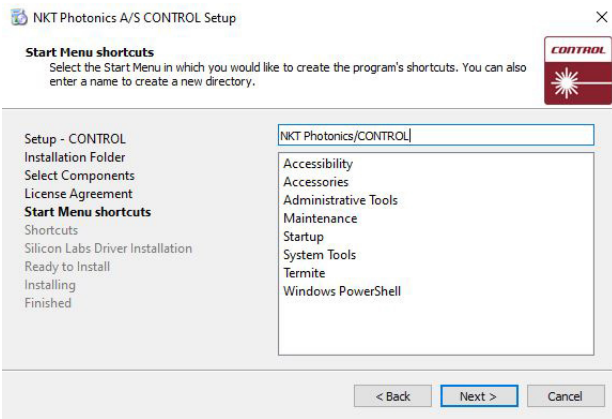 NKT Photonics A/S CONTROL Setup
Start Menu shortcuts
Select the Start Menu in which you would like to create the program's shortcuts. You can also
enter a name to create a new directory.
CONTROL
Setup - CONTROL
Installation Folder
Select Components
License Agreement
Start Menu shortcuts
Shortcuts
Silicon Labs Driver Installation
Ready to Install
Installing
Finished
NKT Photonics/CONTROL
Accessibility
Accessories
Administrative Tools
Maintenance
Startup
System Tools
Termite
Windows PowerShell
< Back
Next >
Cancel